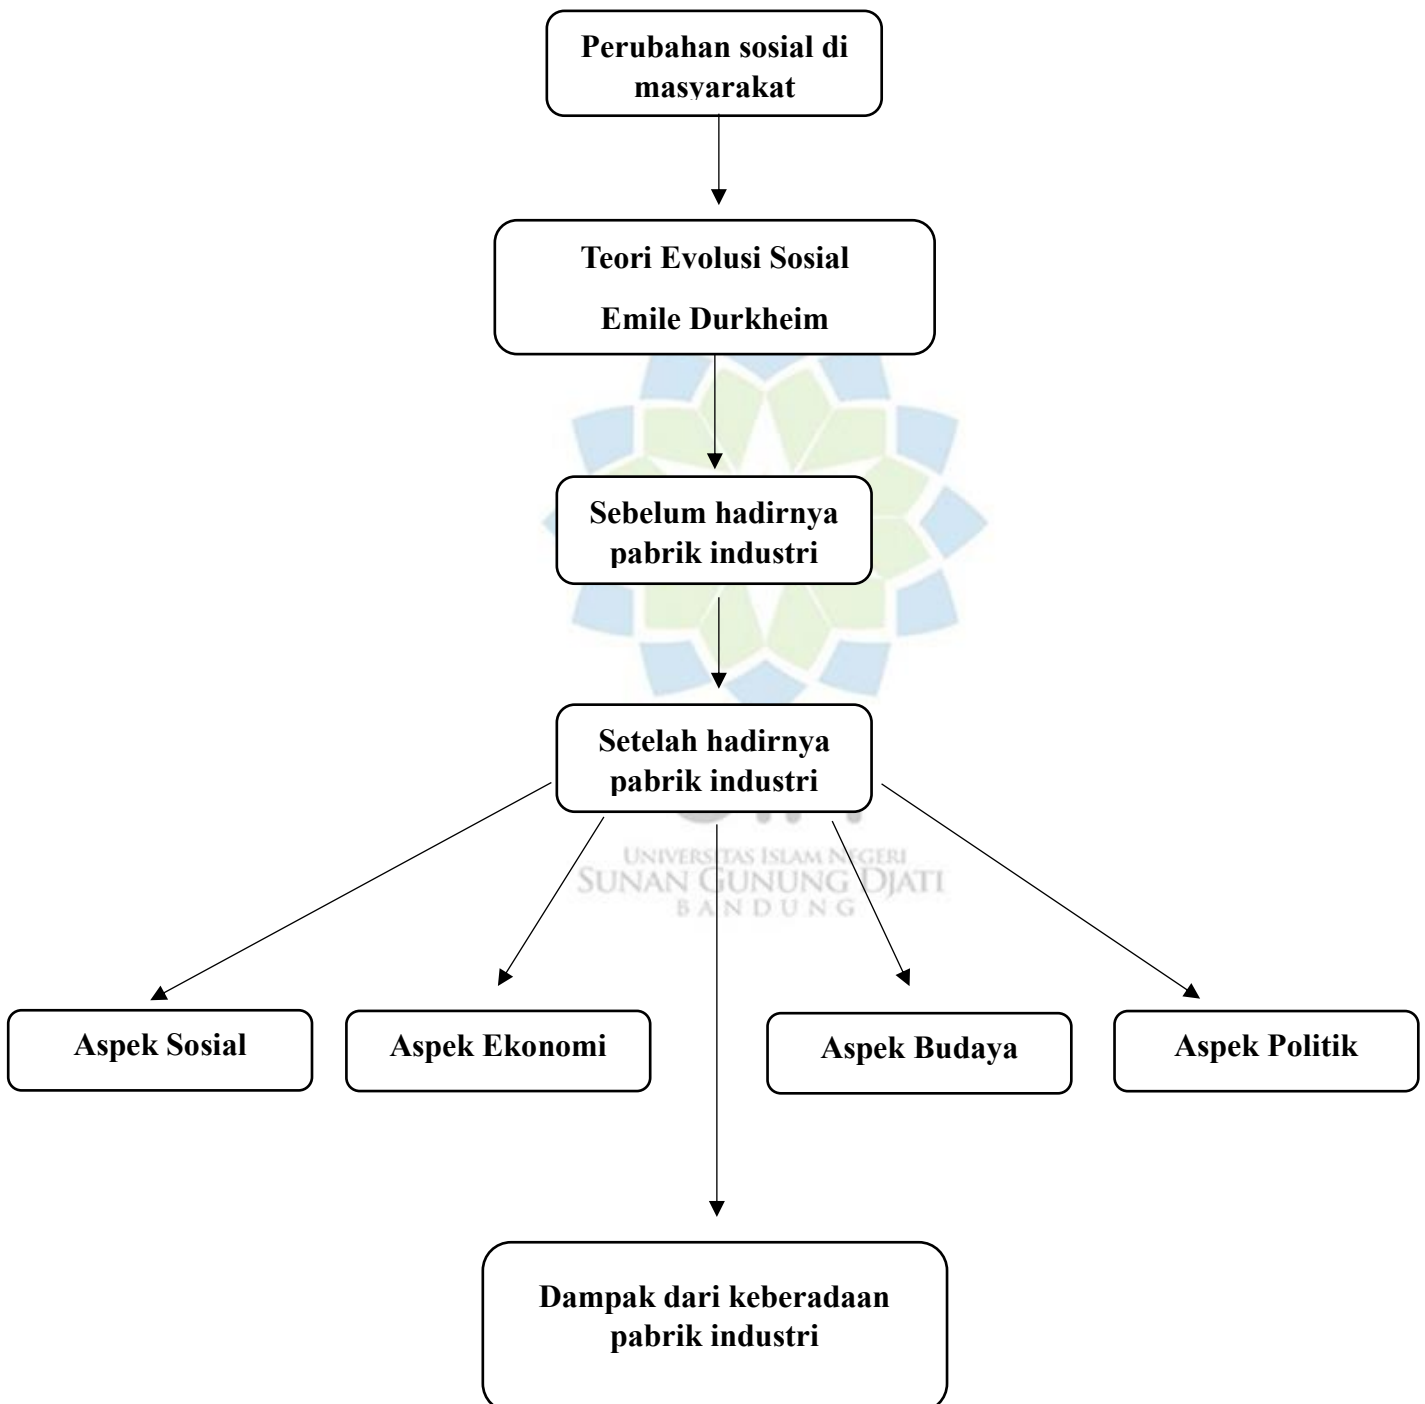 Perubahan sosial di
masyarakat
Teori Evolusi Sosial
Emile Durkheim
Sebelum hadirnya
pabrik industri
Setelah hadirnya
pabrik industri
UNIVERSITAS ISLAM NEGERI
SUNAN GUNUNG DJATI
BANDUNG
Aspek Sosial
Aspek Ekonomi
Aspek Budaya
Aspek Politik
Dampak dari keberadaan
pabrik industri